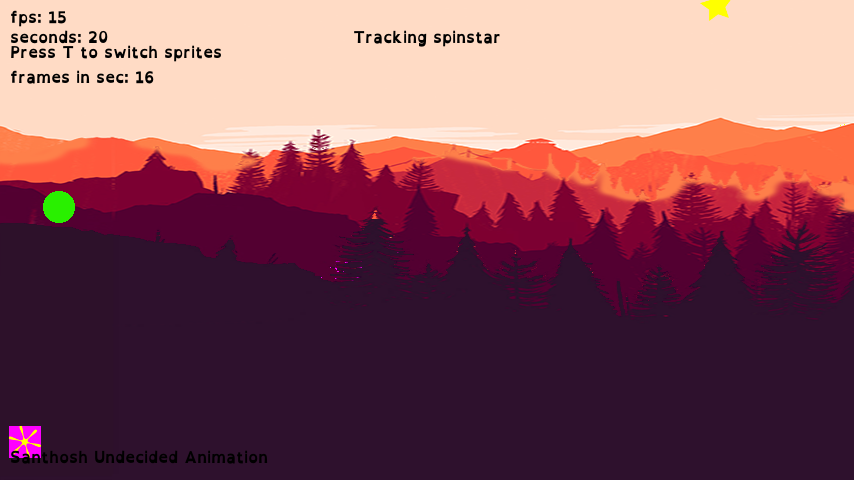 fps: 15
seconds: 20
Press T to switch sprites
frames in sec: 16
Tracking spinstar
Santhosh Undecided Animation